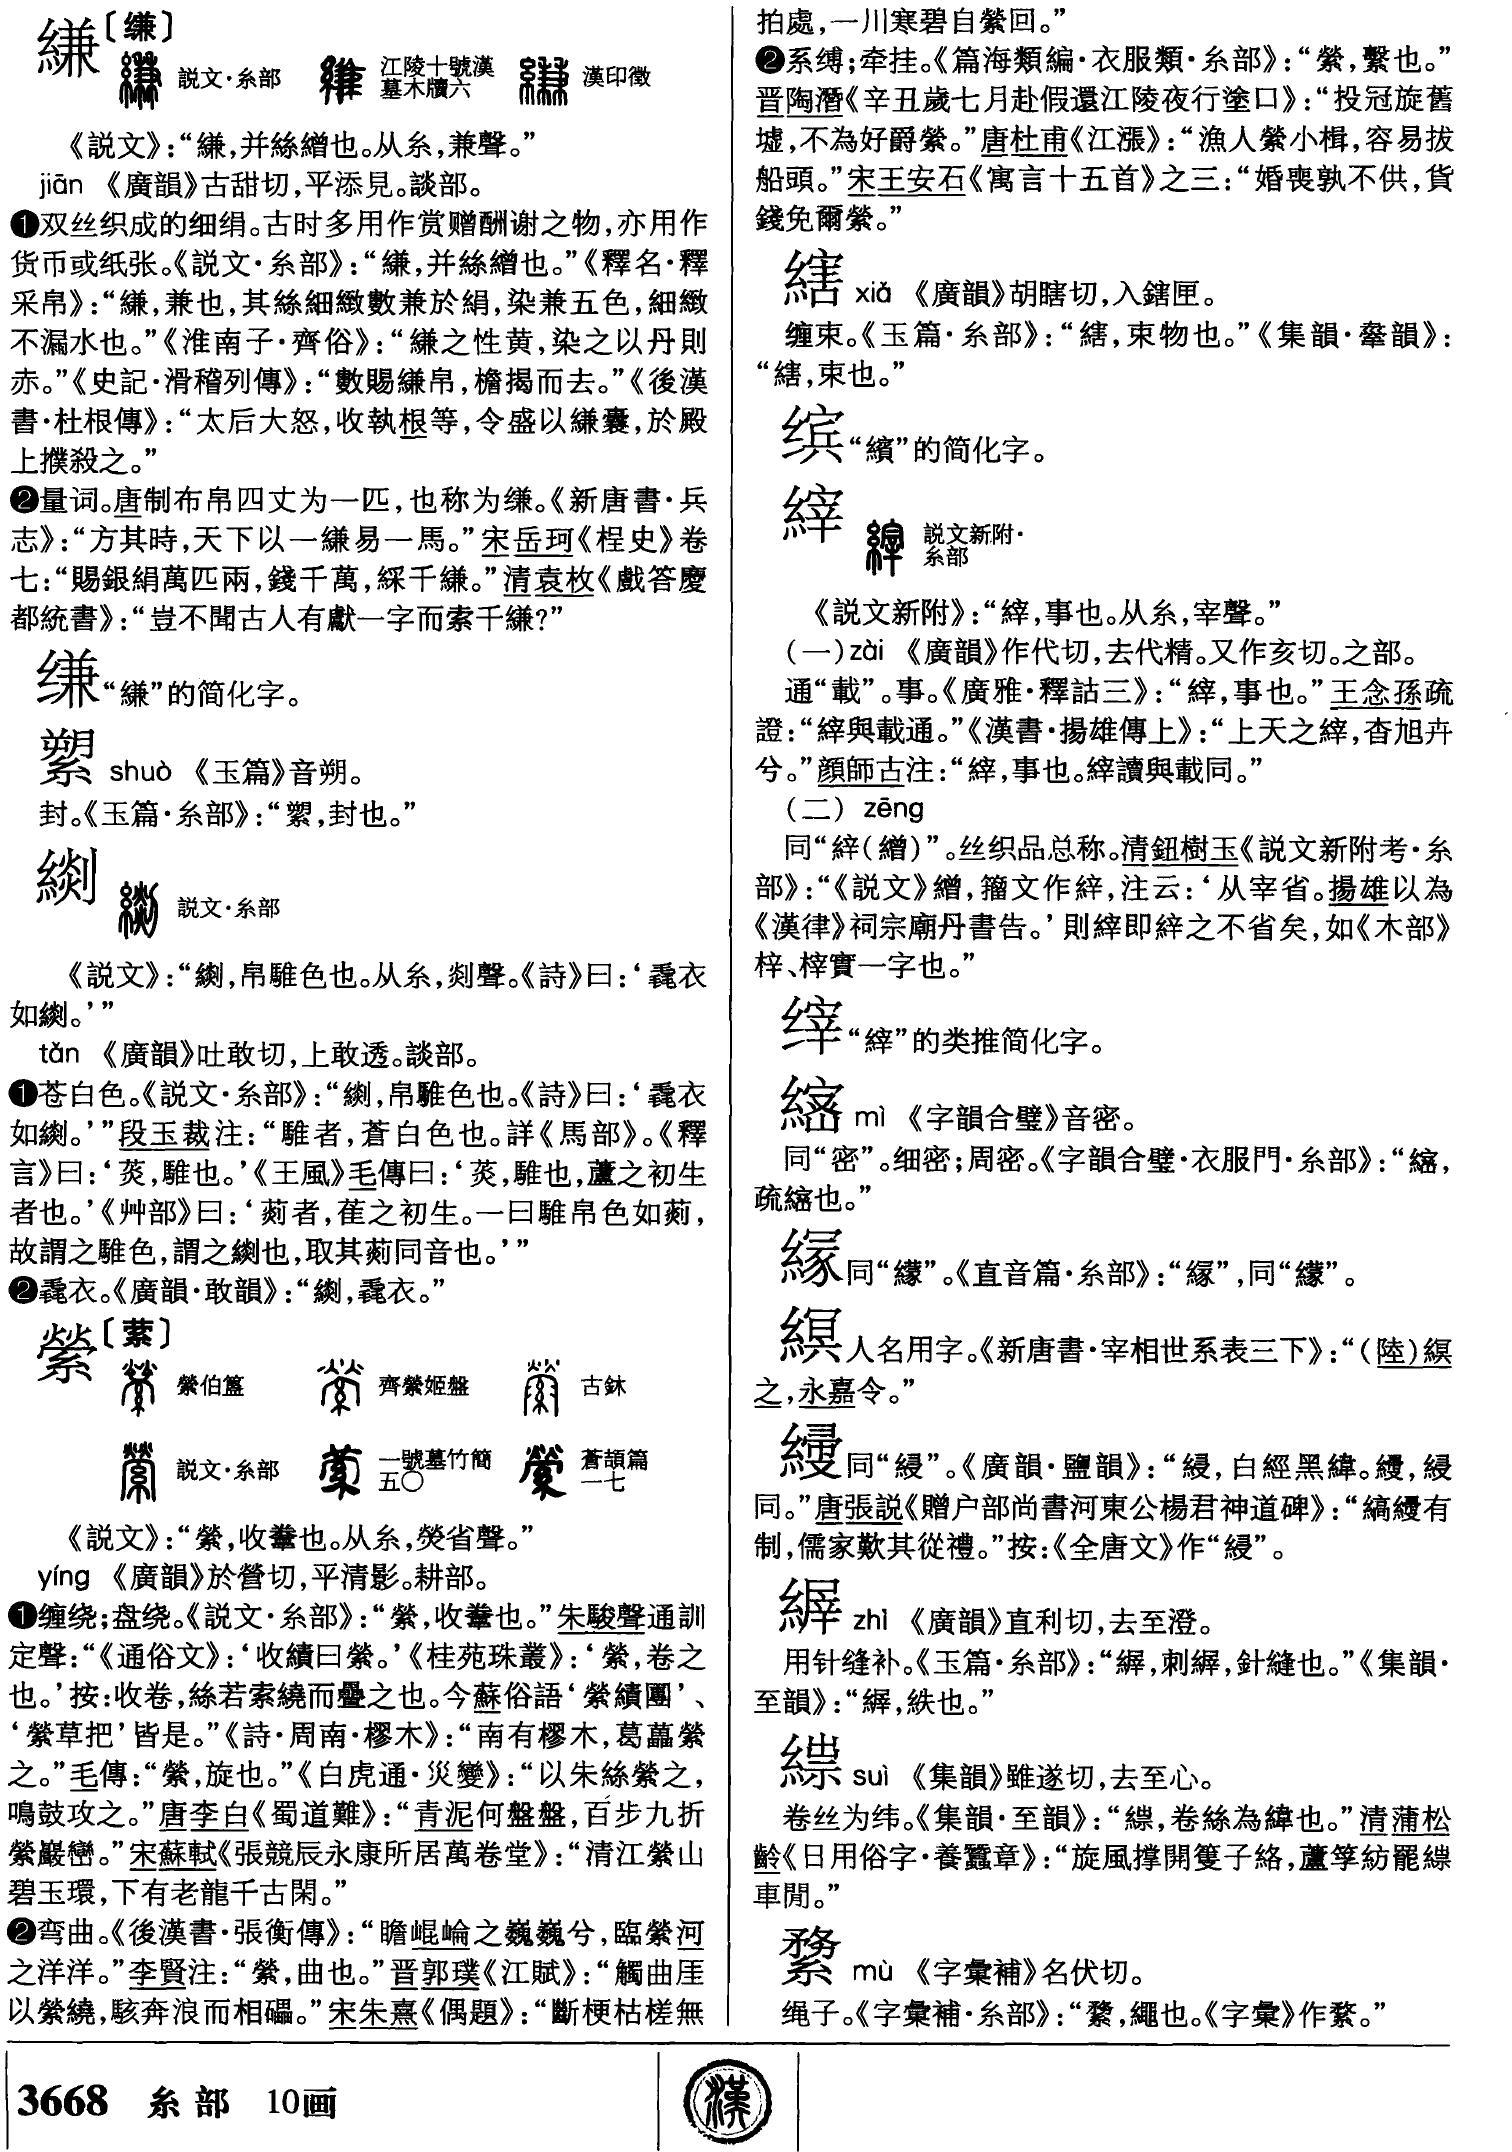 縑〔缣〕
説文·糸部 江陵十號漢墓木牘六 漢印徵
《説文》：“縑，并絲繒也。从糸，兼聲。”
jiān 《廣韻》古甜切，平添見。談部。
❶双丝织成的细绢。古时多用作赏赠酬谢之物，亦用作
货币或纸张。《説文·糸部》：“縑，并絲繒也。”《釋名·釋
采帛》：“縑，兼也，其絲細緻數兼於絹，染兼五色，細緻
不漏水也。”《淮南子·齊俗》：“縑之性黄，染之以丹則
赤。”《史記·滑稽列傳》：“數賜縑帛，檐揭而去。”《後漢
書·杜根傳》：“太后大怒，收執根等，令盛以縑囊，於殿
上撲殺之。”
❷量词。唐制布帛四丈为一匹，也称为缣。《新唐書·兵
志》：“方其時，天下以一縑易一馬。”宋岳珂《桯史》卷
七：“賜銀絹萬匹兩，錢千萬，綵千縑。”清袁枚《戲答慶
都統書》：“豈不聞古人有獻一字而索千縑？”
缣“縑”的简化字。
槊 shuò 《玉篇》音朔。
封。《玉篇·糸部》：“，封也。”
緂 説文·糸部
《説文》：“，帛騅色也。从糸，剡聲。《詩》曰：‘毳衣
如。’”
tǎn 《廣韻》吐敢切，上敢透。談部。
❶苍白色。《説文·糸部》：“，帛騅色也。《詩》曰：‘毳衣
如。’”段玉裁注：“騅者，蒼白色也。詳《馬部》。《釋
言》曰：‘菼，騅也。’《王風》毛傳曰：‘菼，騅也，蘆之初生
者也。’《艸部》曰：‘者，萑之初生。一曰騅帛色如，
故謂之騅色，謂之也，取其同音也。’”
❷毳衣。《廣韻·敢韻》：“，毳衣。”
縈〔萦〕
縈伯簋 齊縈姬盤 古鉥
説文·糸部 一號墓竹簡五〇 蒼頡篇一七
《説文》：“縈，收䋺也。从糸，熒省聲。”
yíng 《廣韻》於營切，平清影。耕部。
❶缠绕；盘绕。《説文·糸部》：“縈，收䋺也。”朱駿聲通訓
定聲：“《通俗文》：‘收績曰縈。’《桂苑珠叢》：‘縈，卷之
也。’按：收卷，絲若索繞而疊之也。今蘇俗語‘縈績團’、
‘縈草把’皆是。”《詩·周南·樛木》：“南有樛木，葛藟縈
之。”毛傳：“縈，旋也。”《白虎通·災變》：“以朱絲縈之，
鳴鼓攻之。”唐李白《蜀道難》：“青泥何盤盤，百步九折
縈巖巒。”宋蘇軾《張競辰永康所居萬卷堂》：“清江縈山
碧玉環，下有老龍千古閑。”
❷弯曲。《後漢書·張衡傳》：“瞻崐崘之巍巍兮，臨縈河
之洋洋。”李賢注：“縈，曲也。”晋郭璞《江賦》：“觸曲厓
以縈繞，駭奔浪而相礧。”宋朱熹《偶題》：“斷梗枯槎無
拍處，一川寒碧自縈回。”
❷系缚；牵挂。《篇海類編·衣服類·糸部》：“縈，繫也。”
晋陶潛《辛丑歲七月赴假還江陵夜行塗口》：“投冠旋舊
墟，不為好爵縈。”唐杜甫《江漲》：“漁人縈小楫，容易拔
船頭。”宋王安石《寓言十五首》之三：“婚喪孰不供，貨
錢免爾縈。”
縖 xiá 《廣韻》胡瞎切，入鎋匣。
缠束。《玉篇·糸部》：“縖，束物也。”《集韻·舝韻》：
“縖，束也。”
缤“繽”的简化字。
縡 説文新附·糸部
《説文新附》：“縡，事也。从糸，宰聲。”
（一）zài 《廣韻》作代切，去代精。又作亥切。之部。
通“載”。事。《廣雅·釋詁三》：“縡，事也。”王念孫疏
證：“縡與載通。”《漢書·揚雄傳上》：“上天之縡，杳旭卉
兮。”顔師古注：“縡，事也。縡讀與載同。”
（二） zēng
同“縡（繒）”。丝织品总称。清鈕樹玉《説文新附考·糸
部》：“《説文》繒，籀文作䋕，注云：‘从宰省。揚雄以為
《漢律》祠宗廟丹書告。’則縡即䋕之不省矣，如《木部》
梓、榟實一字也。”
𫟅“縡”的类推简化字。
mì 《字韻合璧》音密。
同“密”。细密；周密。《字韻合璧·衣服門·糸部》：“，
疏也。”
同“”。《直音篇·糸部》：“”，同“”。
縸人名用字。《新唐書·宰相世系表三下》：“（陸）
之，永嘉令。”
同“綅”。《廣韻·鹽韻》：“綅，白經黑緯。，綅
同。”唐張説《贈户部尚書河東公楊君神道碑》：“縞有
制，儒家歎其從禮。”按：《全唐文》作“綅”。
zhì 《廣韻》直利切，去至澄。
用针缝补。《玉篇·糸部》：“，刺，針縫也。”《集韻·
至韻》：“，紩也。”
suì 《集韻》雖遂切，去至心。
卷丝为纬。《集韻·至韻》：“，卷絲為緯也。”清蒲松
齡《日用俗字·養蠶章》：“旋風撑開籆子絡，蘆筟紡罷
車閒。”
mù 《字彙補》名伏切。
绳子。《字彙補·糸部》：“，繩也。《字彙》作。”
3668 糸部 10画
漢